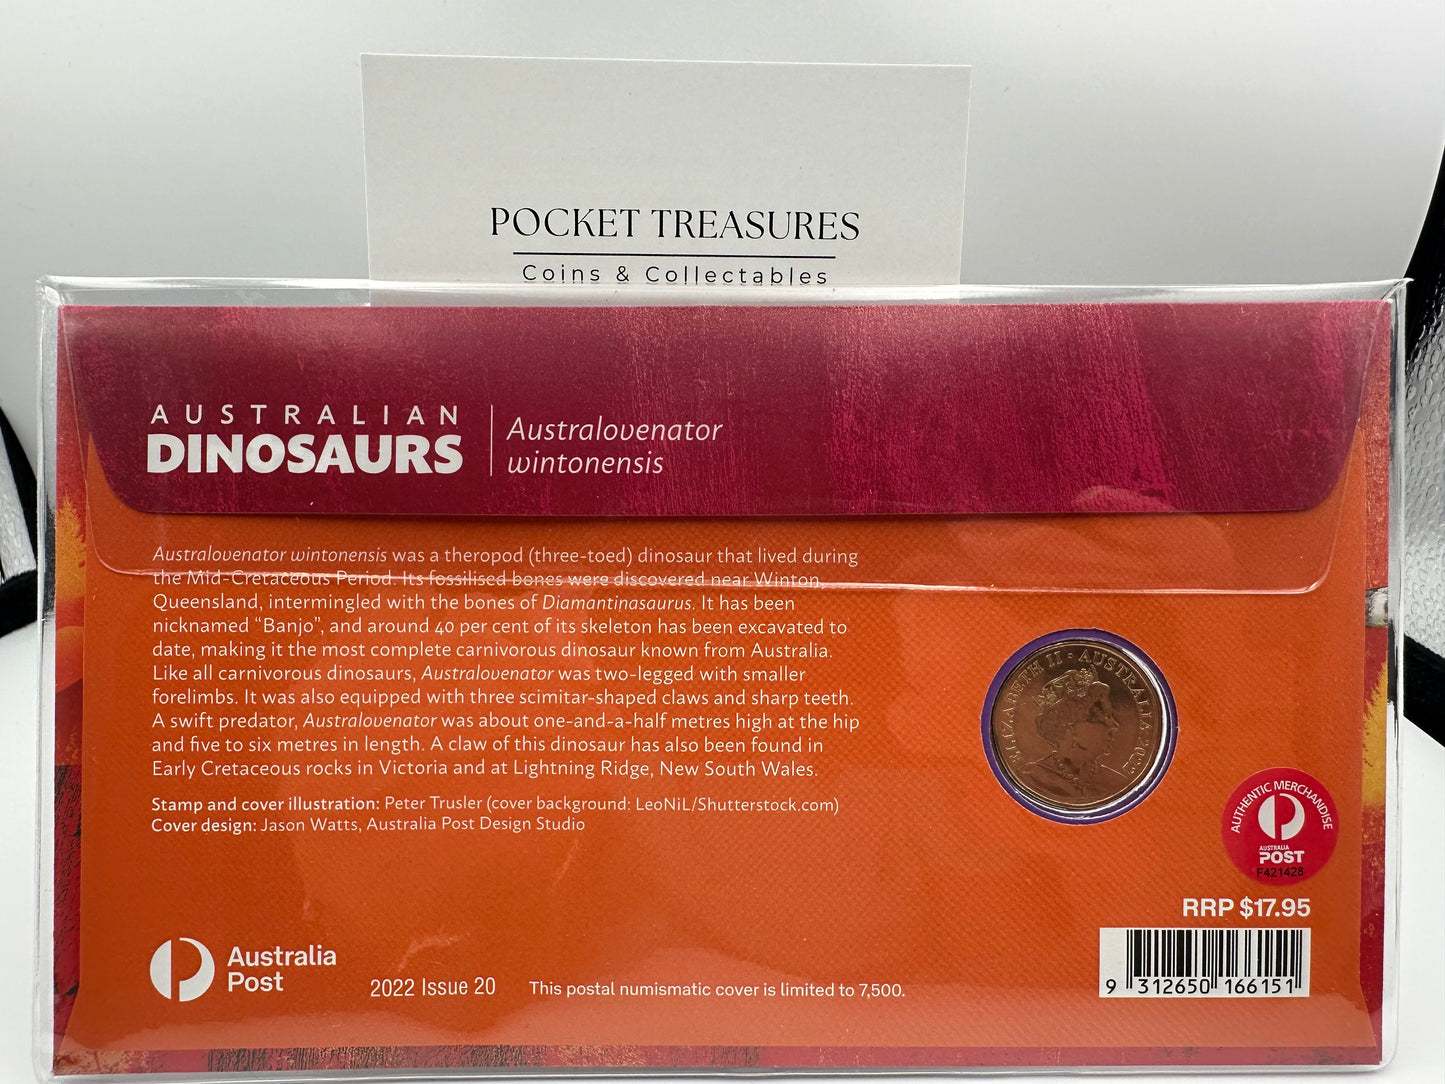 POCKET TREASURES
Coins & Collectables
AUSTRALIAN
DINOSAURS
Australovenator
wintonensis
Australovenator wintonensis was a theropod (three-toed) dinosaur that lived during
the Mid-Cretaceous Period. Its fossilised bones were discovered near Winton,
Queensland, intermingled with the bones of Diamantinasaurus. It has been
nicknamed “Banjo”, and around 40 per cent of its skeleton has been excavated to
date, making it the most complete carnivorous dinosaur known from Australia.
Like all carnivorous dinosaurs, Australovenator was two-legged with smaller
forelimbs. It was also equipped with three scimitar-shaped claws and sharp teeth.
A swift predator, Australovenator was about one-and-a-half metres high at the hip
and five to six metres in length. A claw of this dinosaur has also been found in
Early Cretaceous rocks in Victoria and at Lightning Ridge, New South Wales.
Stamp and cover illustration: Peter Trusler (cover background: LeoNiL/Shutterstock.com)
Cover design: Jason Watts, Australia Post Design Studio
ELIZABETH II · AUSTRALIA 2022
AUTHENTIC MERCHANDISE
AUSTRALIA
POST
F421428
RRP $17.95
9 312650 166151
Australia
Post
2022 Issue 20
This postal numismatic cover is limited to 7,500.